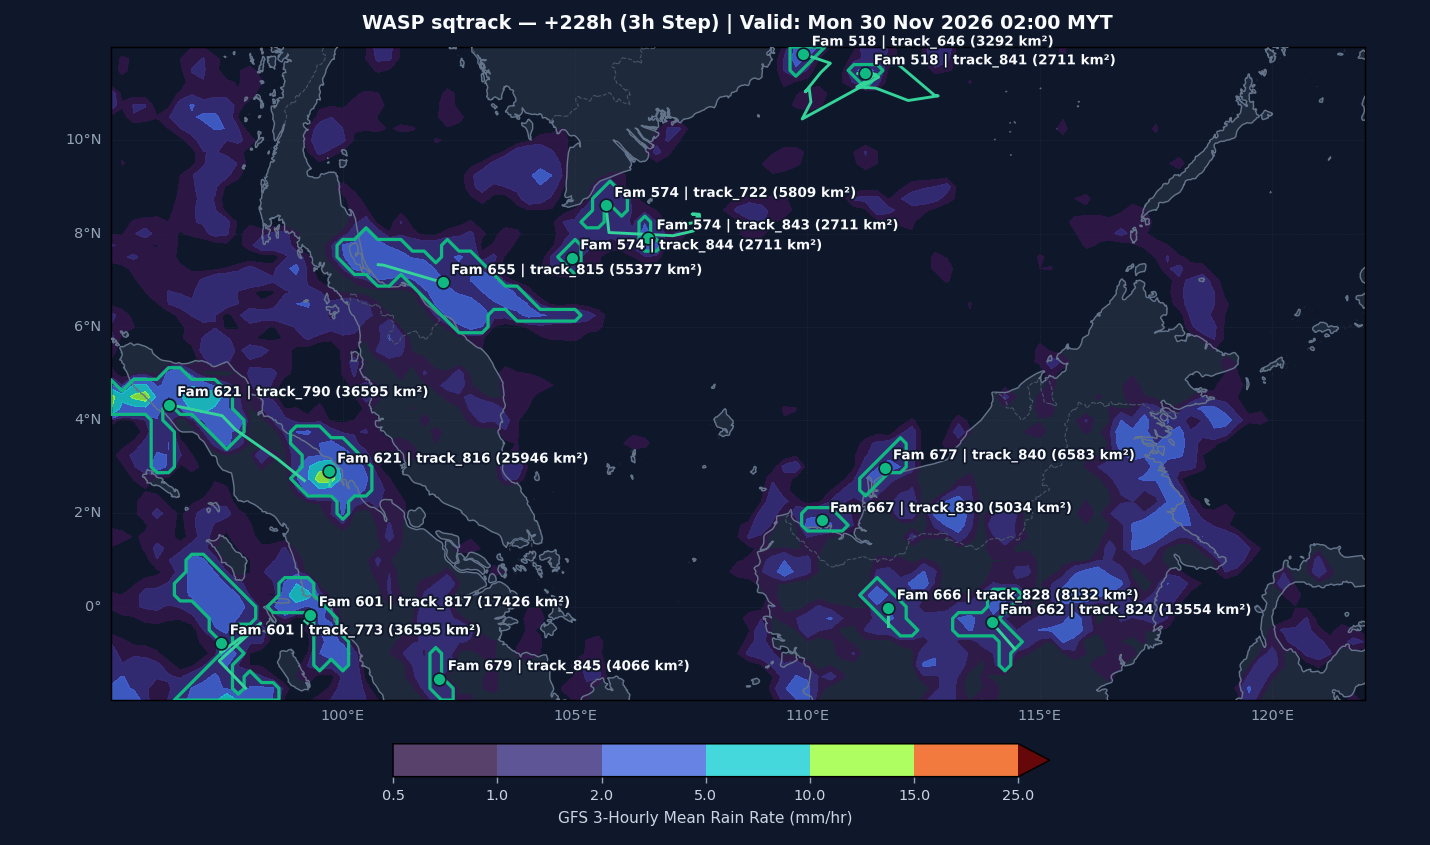 WASP sqtrack — +228h (3h Step) | Valid: Mon 30 Nov 2026 02:00 MYT
Fam 518 | track_646 (3292 km²)
Fam 518 | track_841 (2711 km²)
10°N
Fam 574 | track_722 (5809 km²)
Fam 574 | track_843 (2711 km²)
8°N
Fam 574 | track_844 (2711 km²)
Fam 655 | track_815 (55377 km²)
6°N
Fam 621 | track_790 (36595 km²)
4°N
Fam 677 | track_840 (6583 km²)
Fam 621 | track_816 (25946 km²)
2°N
Fam 667 | track_830 (5034 km²)
Fam 666 | track_828 (8132 km²)
Fam 601 | track_817 (17426 km²)
0°
Fam 662 | track_824 (13554 km²)
Fam 601 | track_773 (36595 km²)
Fam 679 | track_845 (4066 km²)
100°E 105°E 110°E 115°E 120°E
0.5 1.0 2.0 5.0 10.0 15.0 25.0
GFS 3-Hourly Mean Rain Rate (mm/hr)